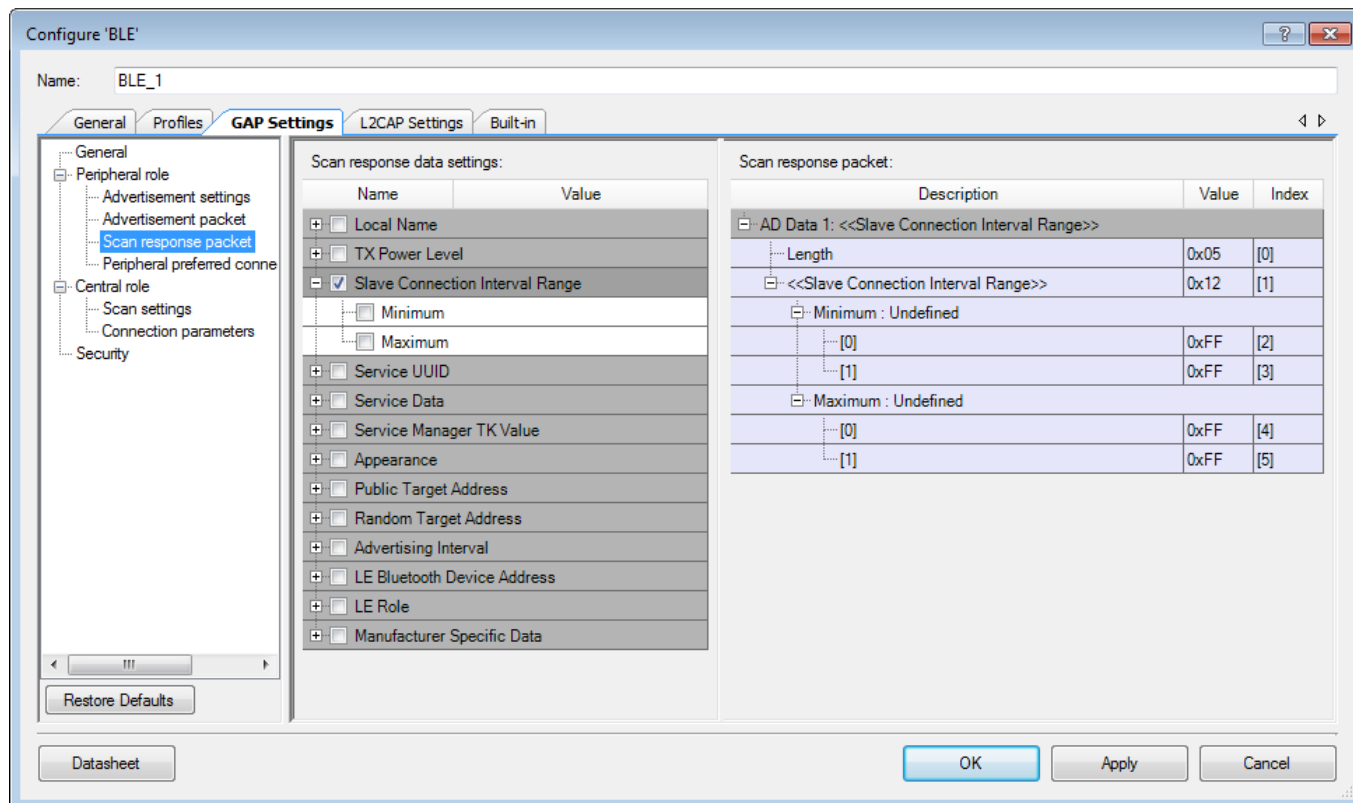 Configure 'BLE'
Name: BLE_1
General Profiles GAP Settings L2CAP Settings Built-in
General
Peripheral role
Advertisement settings
Advertisement packet
Scan response packet
Peripheral preferred conne
Central role
Scan settings
Connection parameters
Security
Restore Defaults
Scan response data settings:
Name Value
Local Name
TX Power Level
Slave Connection Interval Range
Minimum
Maximum
Service UUID
Service Data
Service Manager TK Value
Appearance
Public Target Address
Random Target Address
Advertising Interval
LE Bluetooth Device Address
LE Role
Manufacturer Specific Data
Scan response packet:
Description Value Index
AD Data 1: <<Slave Connection Interval Range>>
Length 0x05 [0]
<<Slave Connection Interval Range>> 0x12 [1]
Minimum : Undefined
[0] 0xFF [2]
[1] 0xFF [3]
Maximum : Undefined
[0] 0xFF [4]
[1] 0xFF [5]
Datasheet OK Apply Cancel